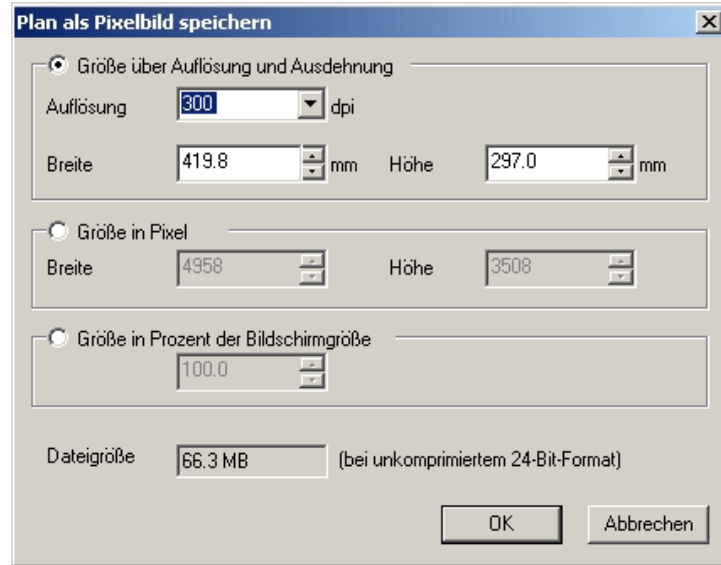 Plan als Pixelbild speichern
Größe über Auflösung und Ausdehnung
Auflösung 300 dpi
Breite 419.8 mm Höhe 297.0 mm
Größe in Pixel
Breite 4958 Höhe 3508
Größe in Prozent der Bildschirmgröße
100.0
Dateigröße 66.3 MB (bei unkomprimiertem 24-Bit-Format)
OK Abbrechen